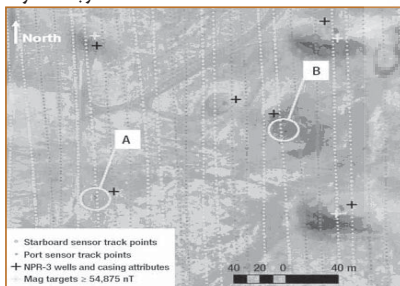 North
B
A
Starboard sensor track points
Port sensor track points
NPR-3 wells and casing attributes
Mag targets ≥ 54,875 nT
40 20 0 40 m